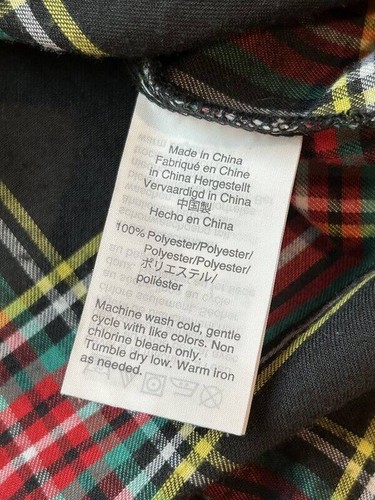 Made in China
Fabriqué en Chine
in China Hergestellt
Vervaardigd in China
中国製
Hecho en China
100% Polyester/Polyester/
Polyester/Polyester/
ポリエステル/
poliéster
Machine wash cold, gentle
cycle with like colors. Non
chlorine bleach only.
Tumble dry low. Warm iron
as needed.